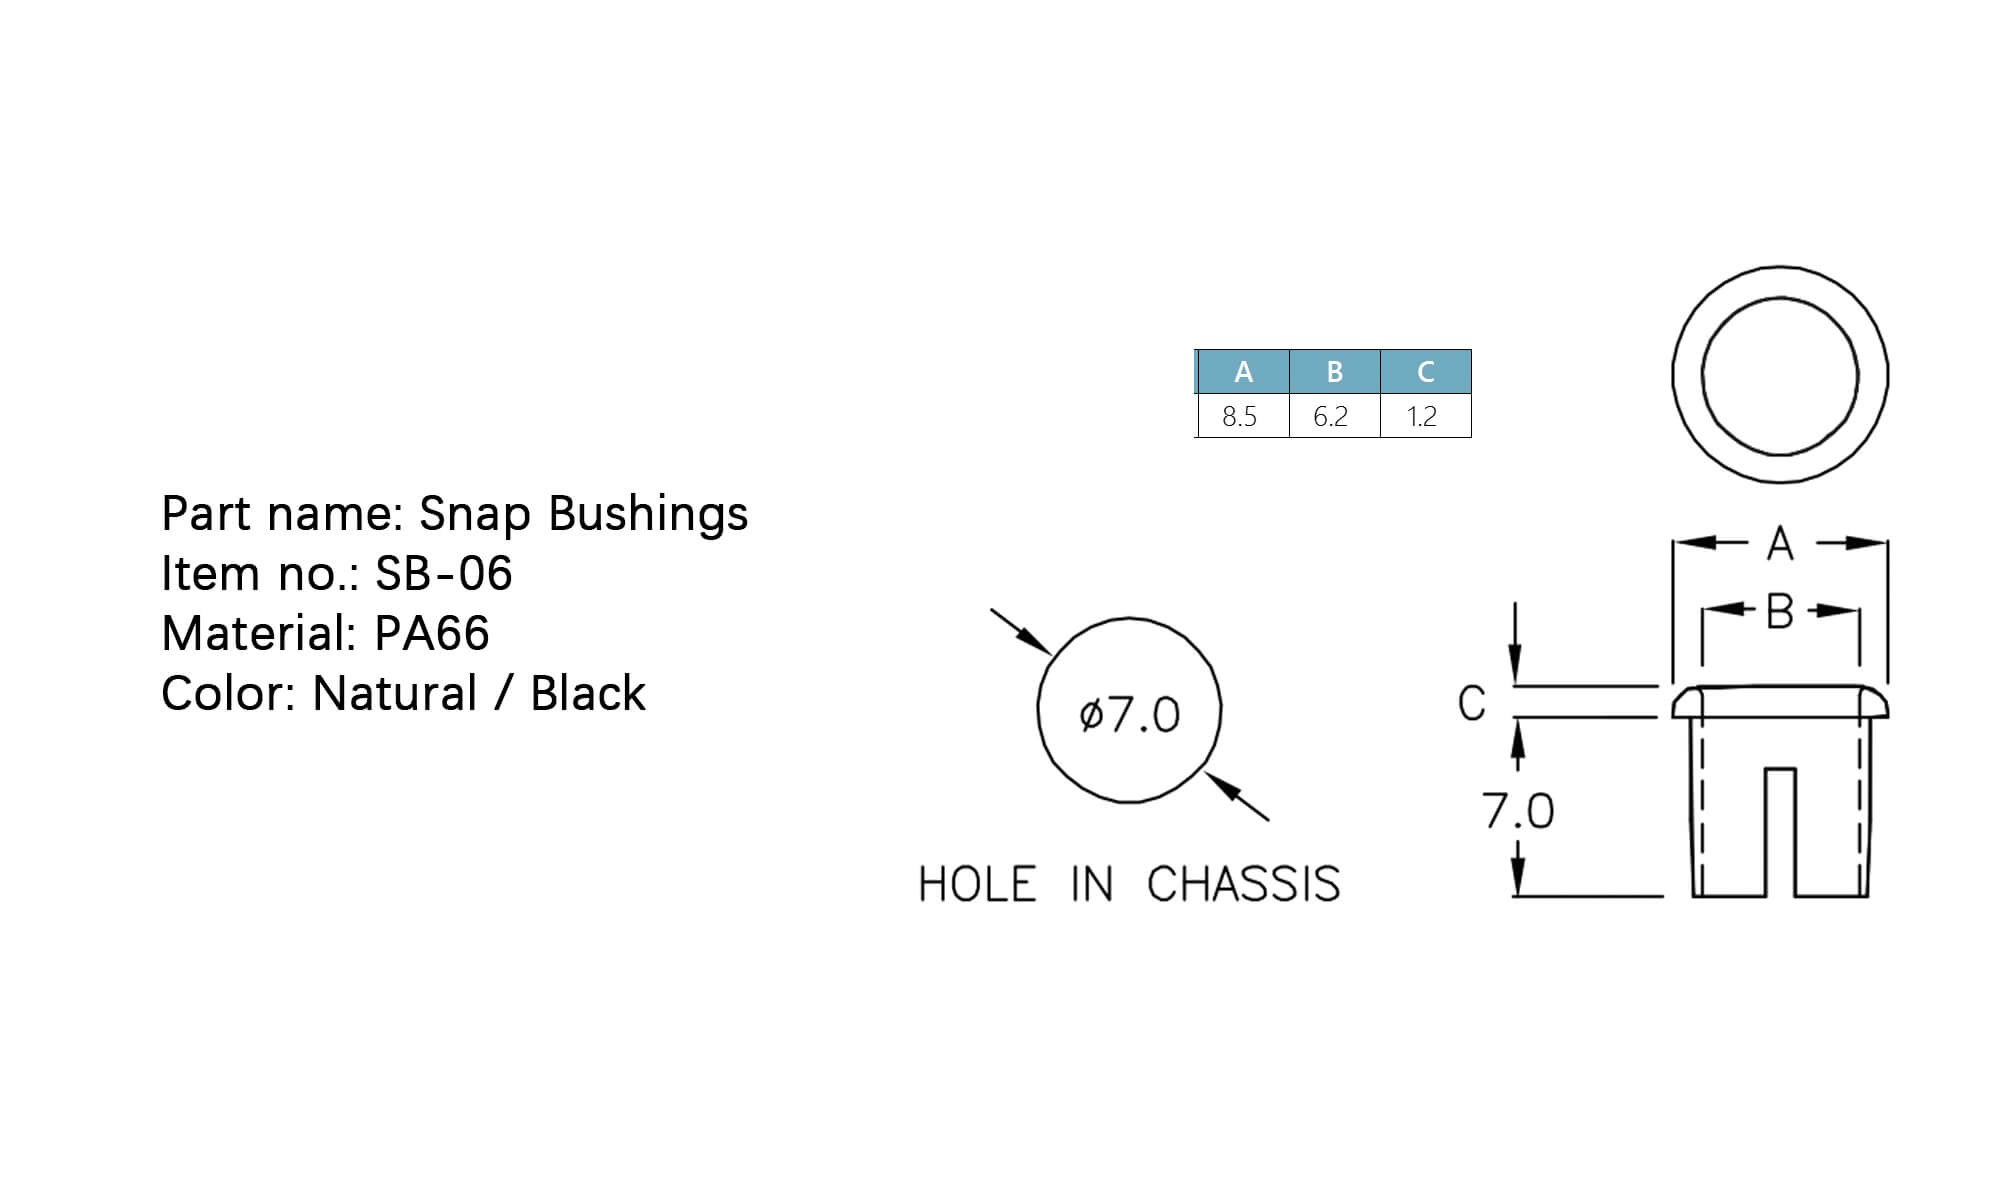 Part name: Snap Bushings
Item no.: SB-06
Material: PA66
Color: Natural / Black
A B C
8.5 6.2 1.2
ø7.0
HOLE IN CHASSIS
A
B
C
7.0